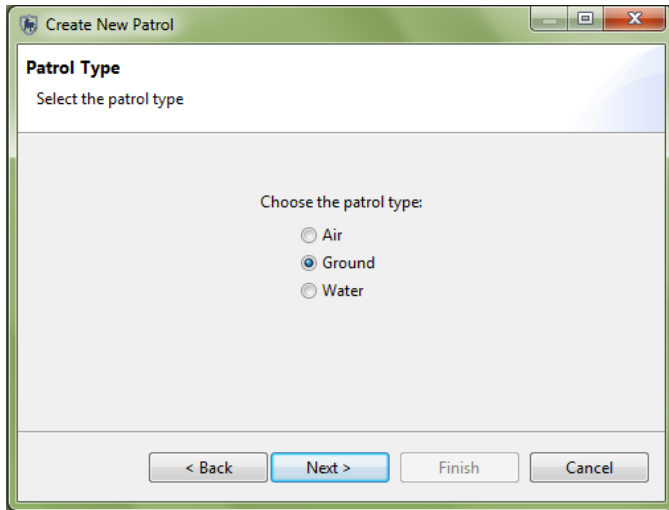 Create New Patrol
Patrol Type
Select the patrol type
Choose the patrol type:
Air
Ground
Water
< Back Next > Finish Cancel